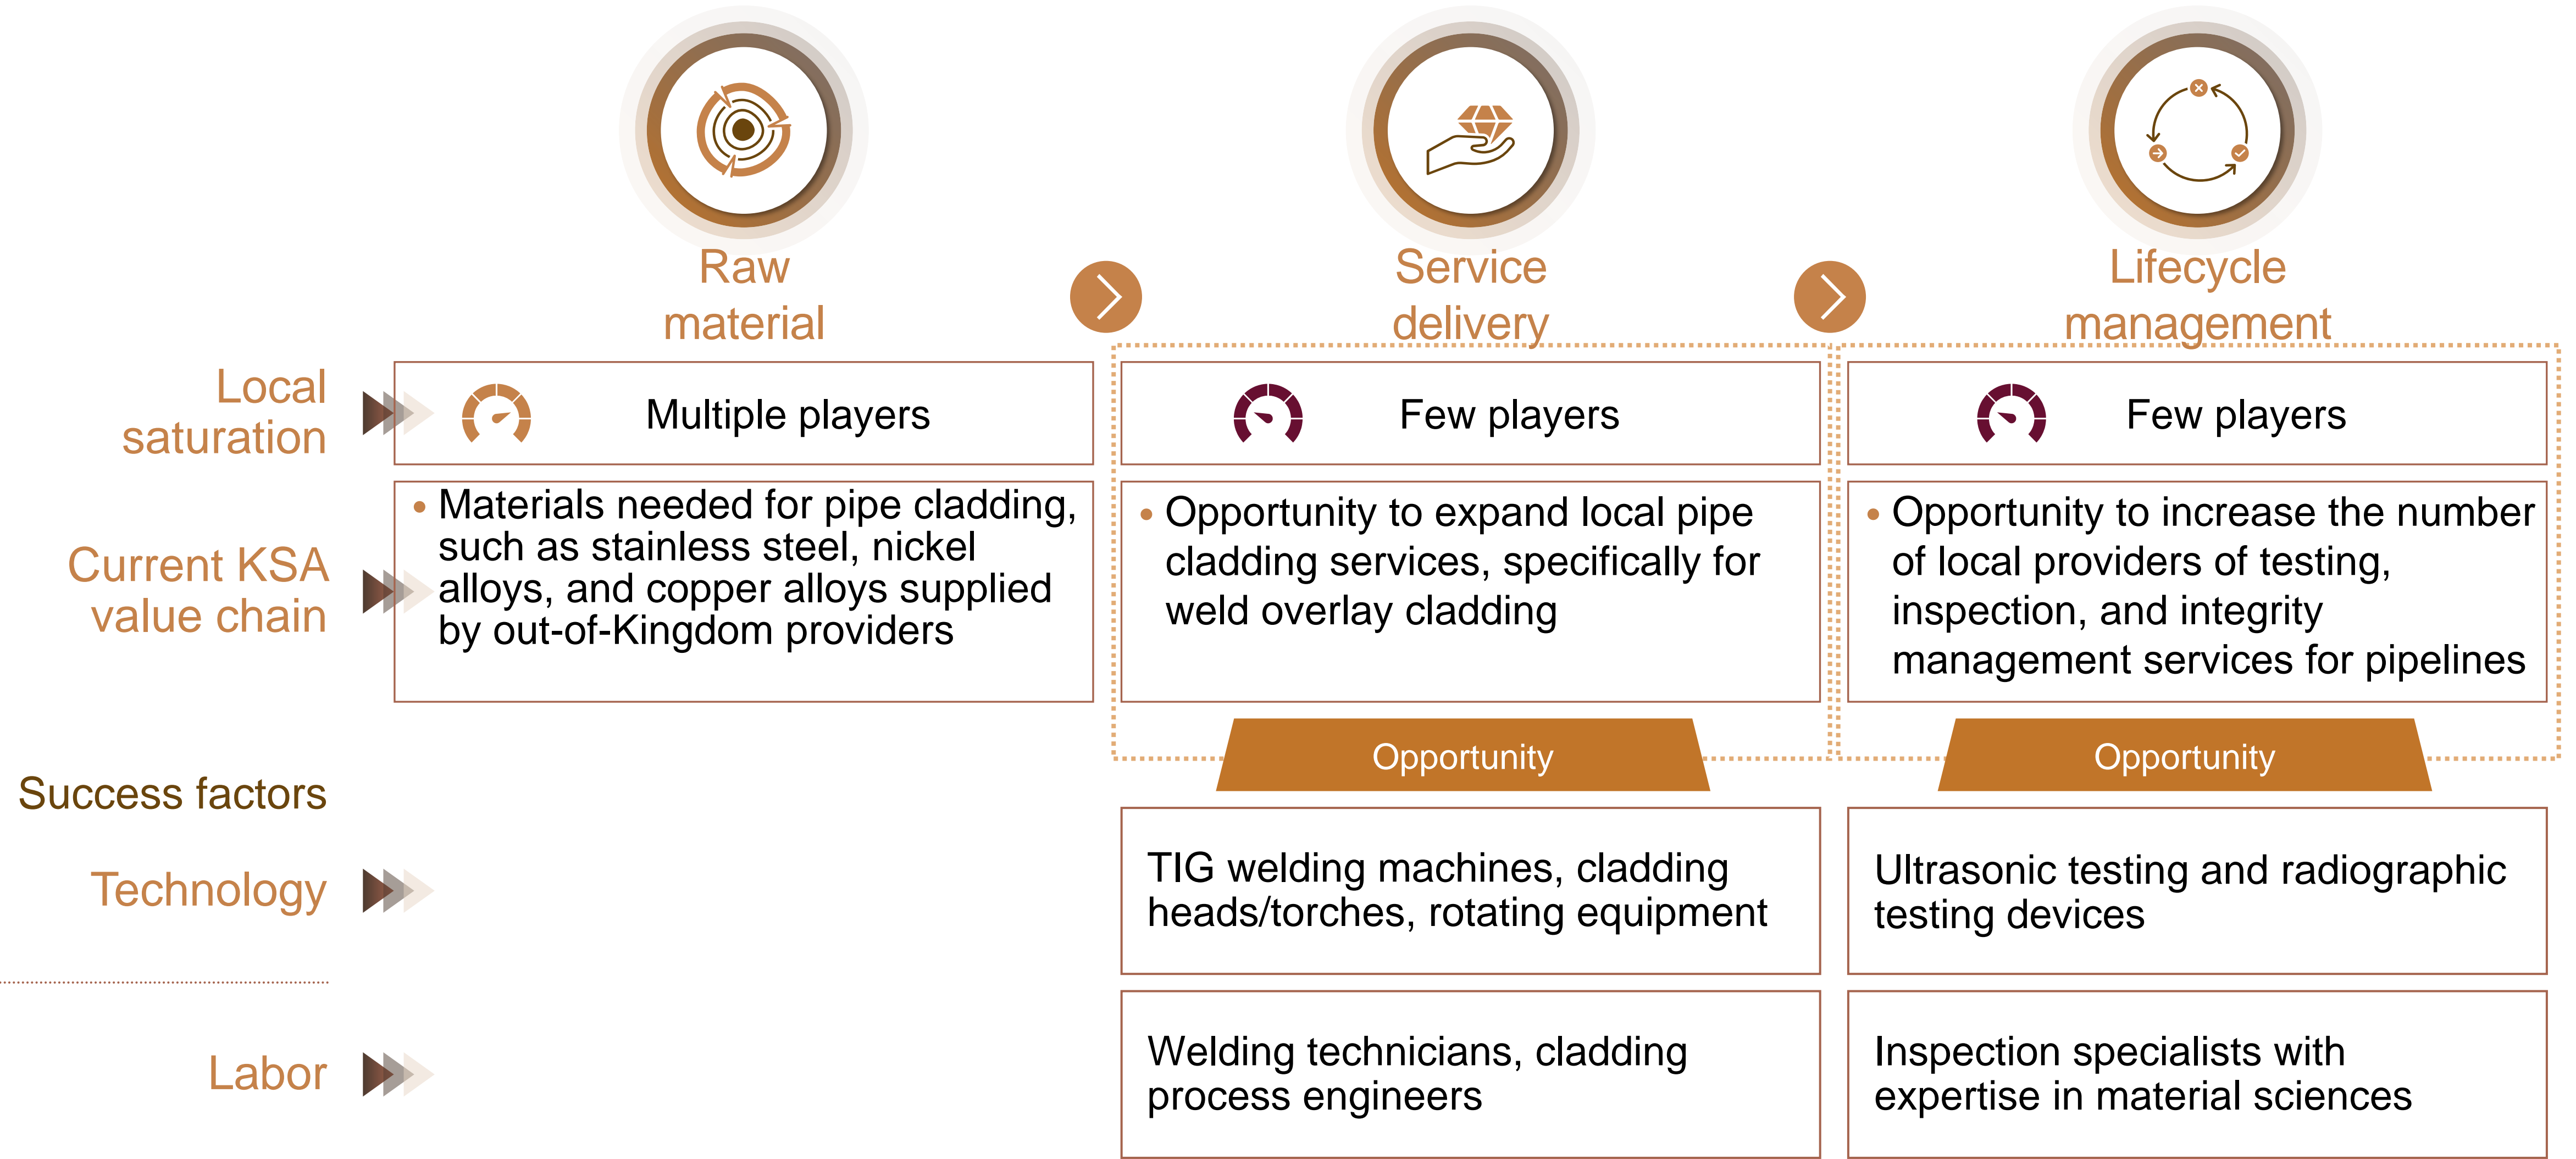 Raw
material
Service
delivery
Lifecycle
management
Local
saturation
Multiple players
Few players
Few players
Current KSA
value chain
• Materials needed for pipe cladding,
such as stainless steel, nickel
alloys, and copper alloys supplied
by out-of-Kingdom providers
• Opportunity to expand local pipe
cladding services, specifically for
weld overlay cladding
• Opportunity to increase the number
of local providers of testing,
inspection, and integrity
management services for pipelines
Opportunity
Opportunity
Success factors
Technology
TIG welding machines, cladding
heads/torches, rotating equipment
Ultrasonic testing and radiographic
testing devices
Labor
Welding technicians, cladding
process engineers
Inspection specialists with
expertise in material sciences